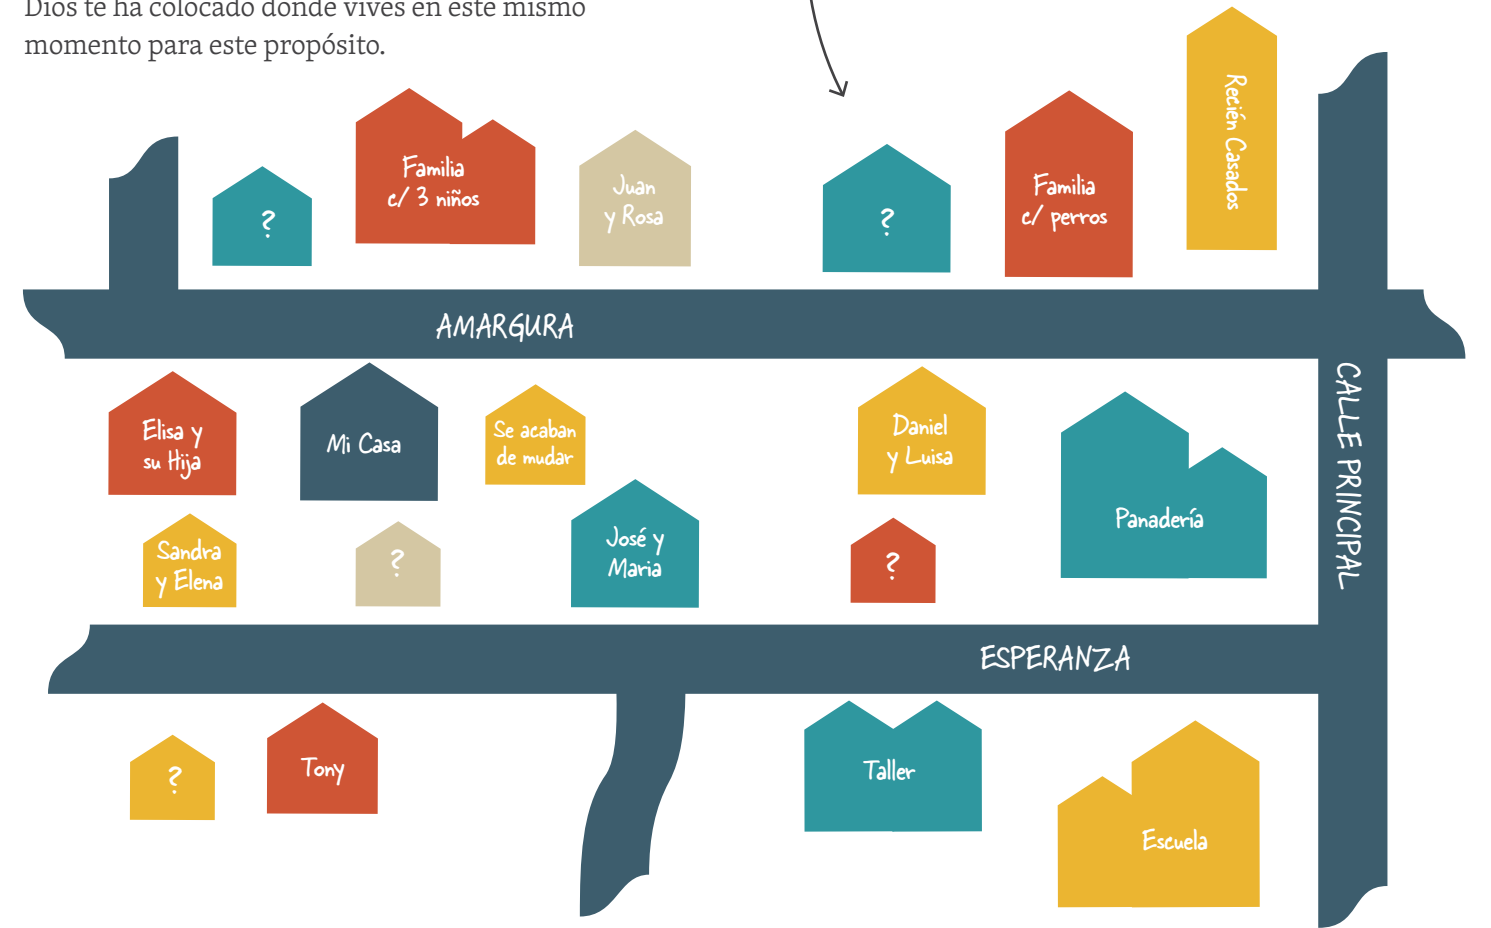 Dios te ha colocado donde vives en este mismo
momento para este propósito.
Recién Casados
?
Familia
c/ 3 niños
Juan
y Rosa
?
Familia
c/ perros
AMARGURA
CALLE PRINCIPAL
Elisa y
su Hija
Mi Casa
Se acaban
de mudar
Daniel
y Luisa
Panadería
Sandra
y Elena
?
José y
Maria
?
ESPERANZA
?
Tony
Taller
Escuela